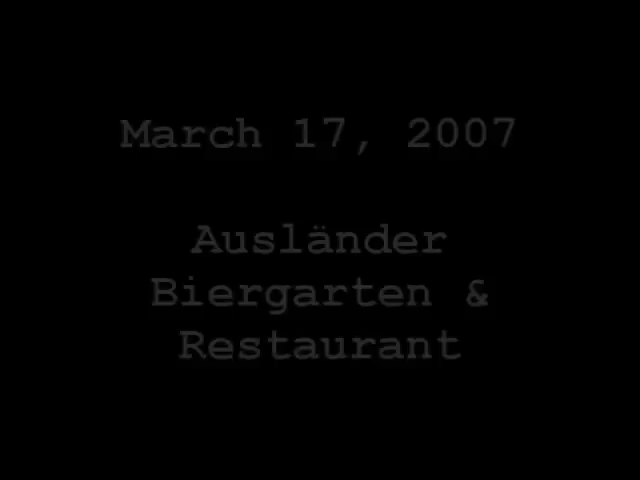 March 17, 2007
Ausländer
Biergarten &
Restaurant